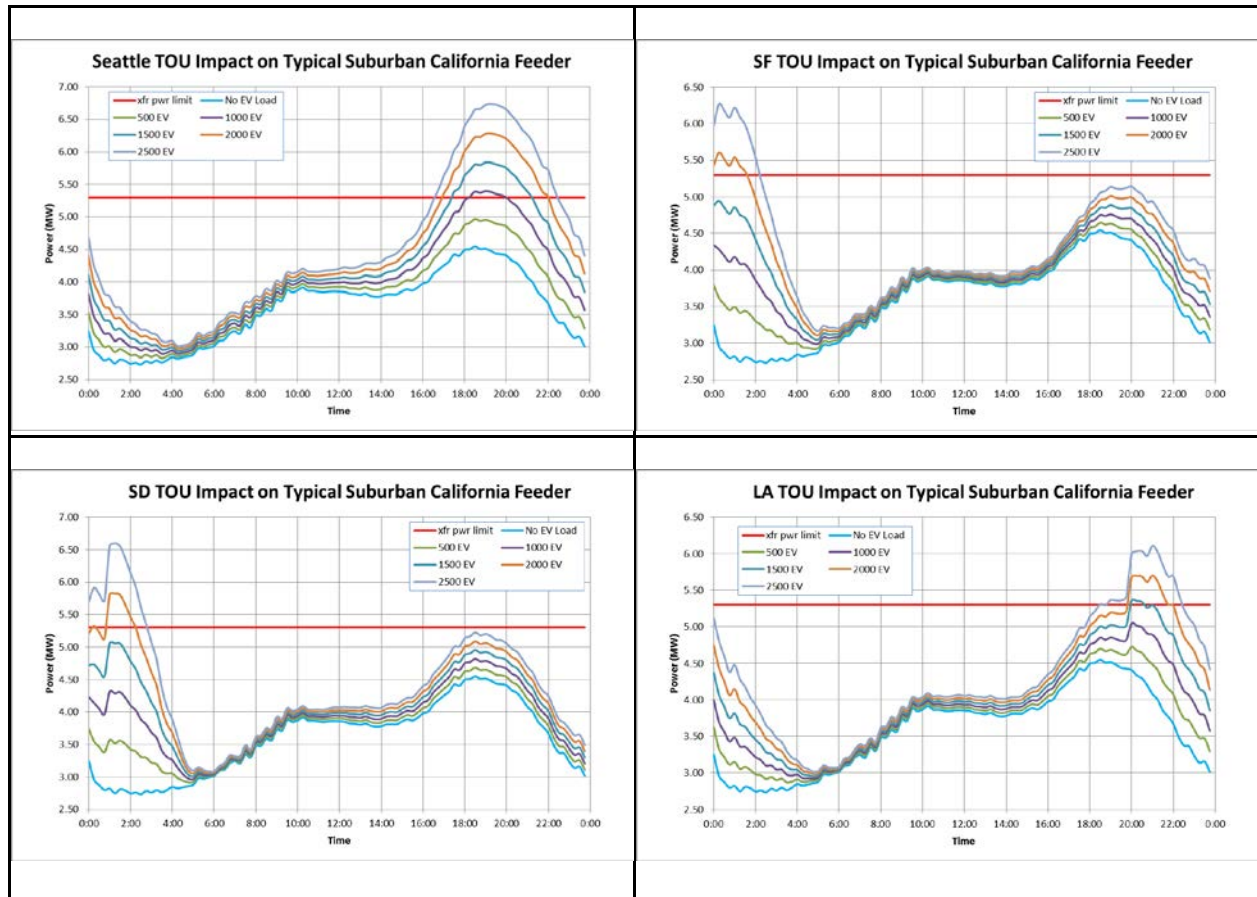 Seattle TOU Impact on Typical Suburban California Feeder
7.00
6.50
6.00
5.50
5.00
4.50
4.00
3.50
3.00
2.50
Power (MW)
xfr pwr limit No EV Load
500 EV 1000 EV
1500 EV 2000 EV
2500 EV
0:00 2:00 4:00 6:00 8:00 10:00 12:00 14:00 16:00 18:00 20:00 22:00 0:00
Time
SF TOU Impact on Typical Suburban California Feeder
6.50
6.00
5.50
5.00
4.50
4.00
3.50
3.00
2.50
Power (MW)
xfr pwr limit No EV Load
500 EV 1000 EV
1500 EV 2000 EV
2500 EV
0:00 2:00 4:00 6:00 8:00 10:00 12:00 14:00 16:00 18:00 20:00 22:00 0:00
Time
SD TOU Impact on Typical Suburban California Feeder
7.00
6.50
6.00
5.50
5.00
4.50
4.00
3.50
3.00
2.50
Power (MW)
xfr pwr limit No EV Load
500 EV 1000 EV
1500 EV 2000 EV
2500 EV
0:00 2:00 4:00 6:00 8:00 10:00 12:00 14:00 16:00 18:00 20:00 22:00 0:00
Time
LA TOU Impact on Typical Suburban California Feeder
6.50
6.00
5.50
5.00
4.50
4.00
3.50
3.00
2.50
Power (MW)
xfr pwr limit No EV Load
500 EV 1000 EV
1500 EV 2000 EV
2500 EV
0:00 2:00 4:00 6:00 8:00 10:00 12:00 14:00 16:00 18:00 20:00 22:00 0:00
Time